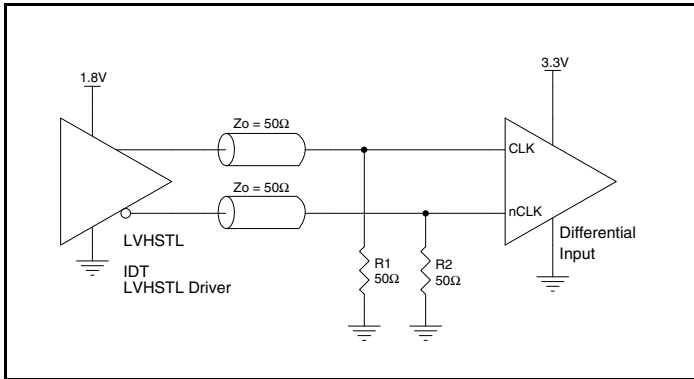 1.8V
3.3V
Zo = 50Ω
CLK
Zo = 50Ω
nCLK
LVHSTL
IDT
LVHSTL Driver
R1
50Ω
R2
50Ω
Differential
Input